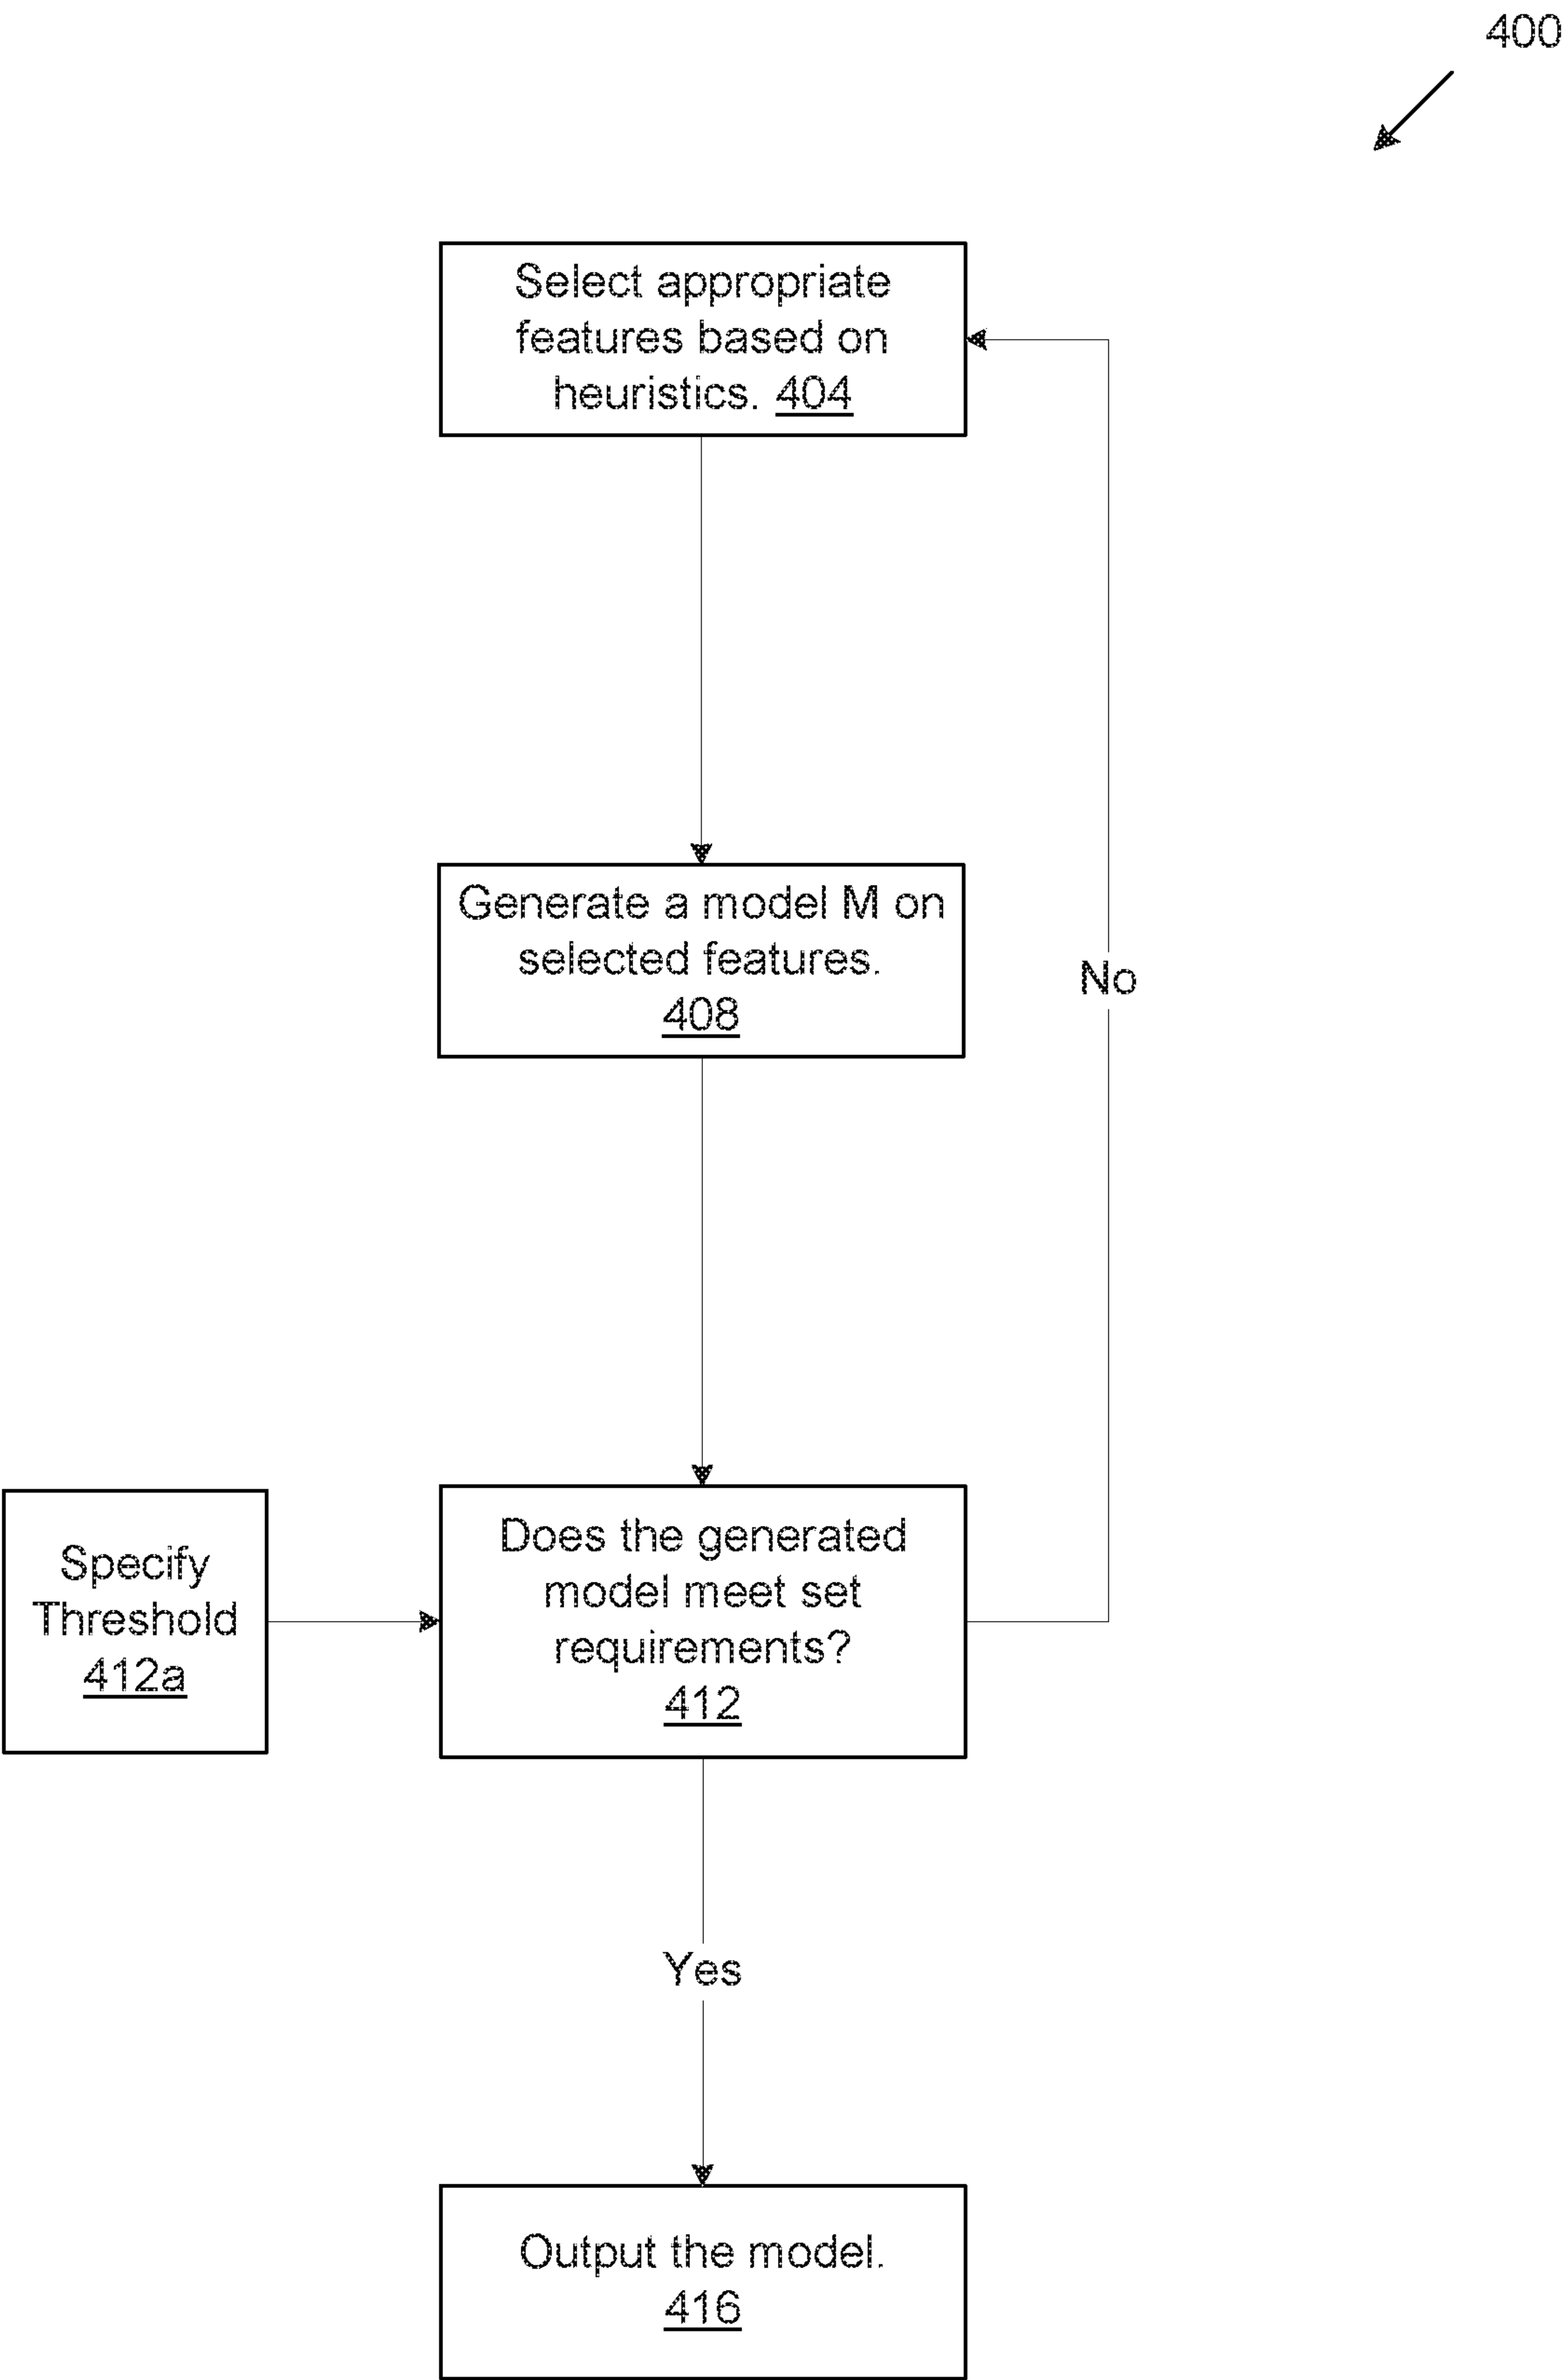 400
Select appropriate
features based on
heuristics. 404
Generate a model M on
selected features.
408
No
Specify
Threshold
412a
Does the generated
model meet set
requirements?
412
Yes
Output the model.
416